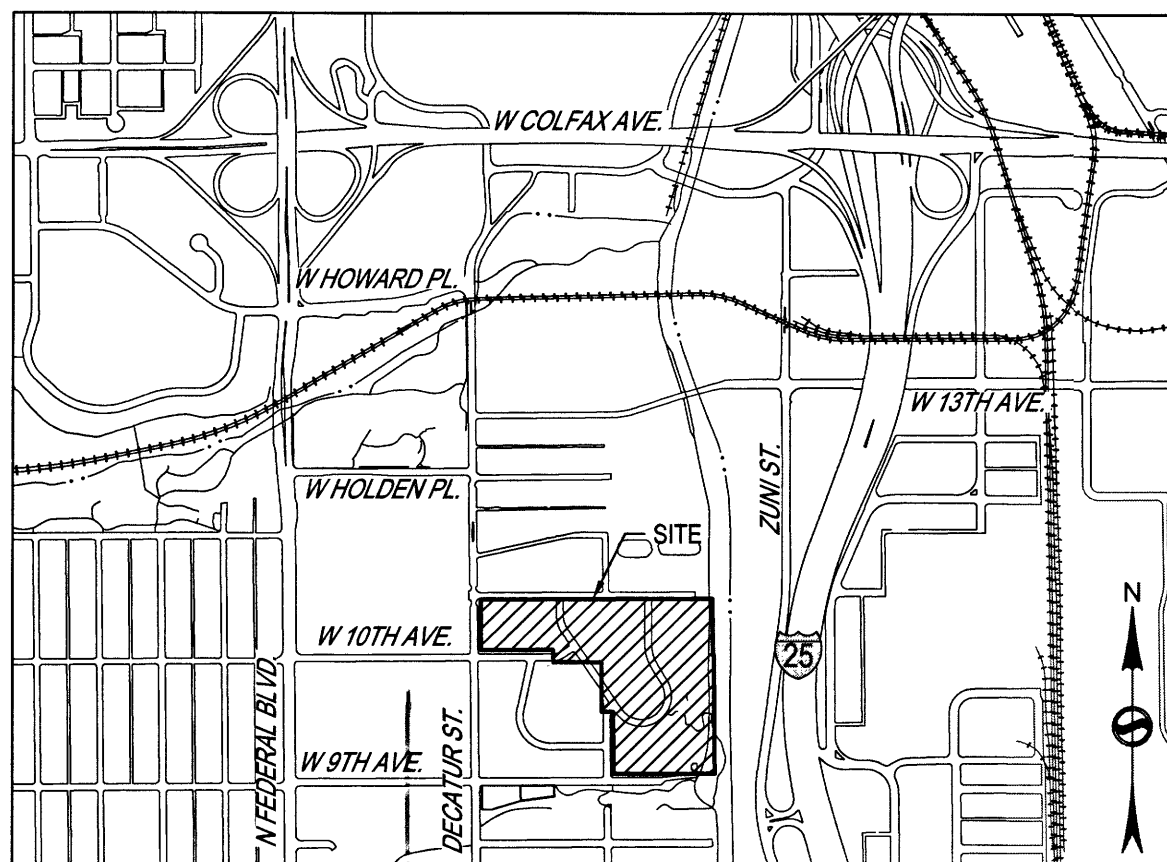 W COLFAX AVE.
W HOWARD PL.
W 13TH AVE.
W HOLDEN PL.
ZUNI ST.
SITE
N
W 10TH AVE.
25
N FEDERAL BLVD
DECATUR ST.
W 9TH AVE.